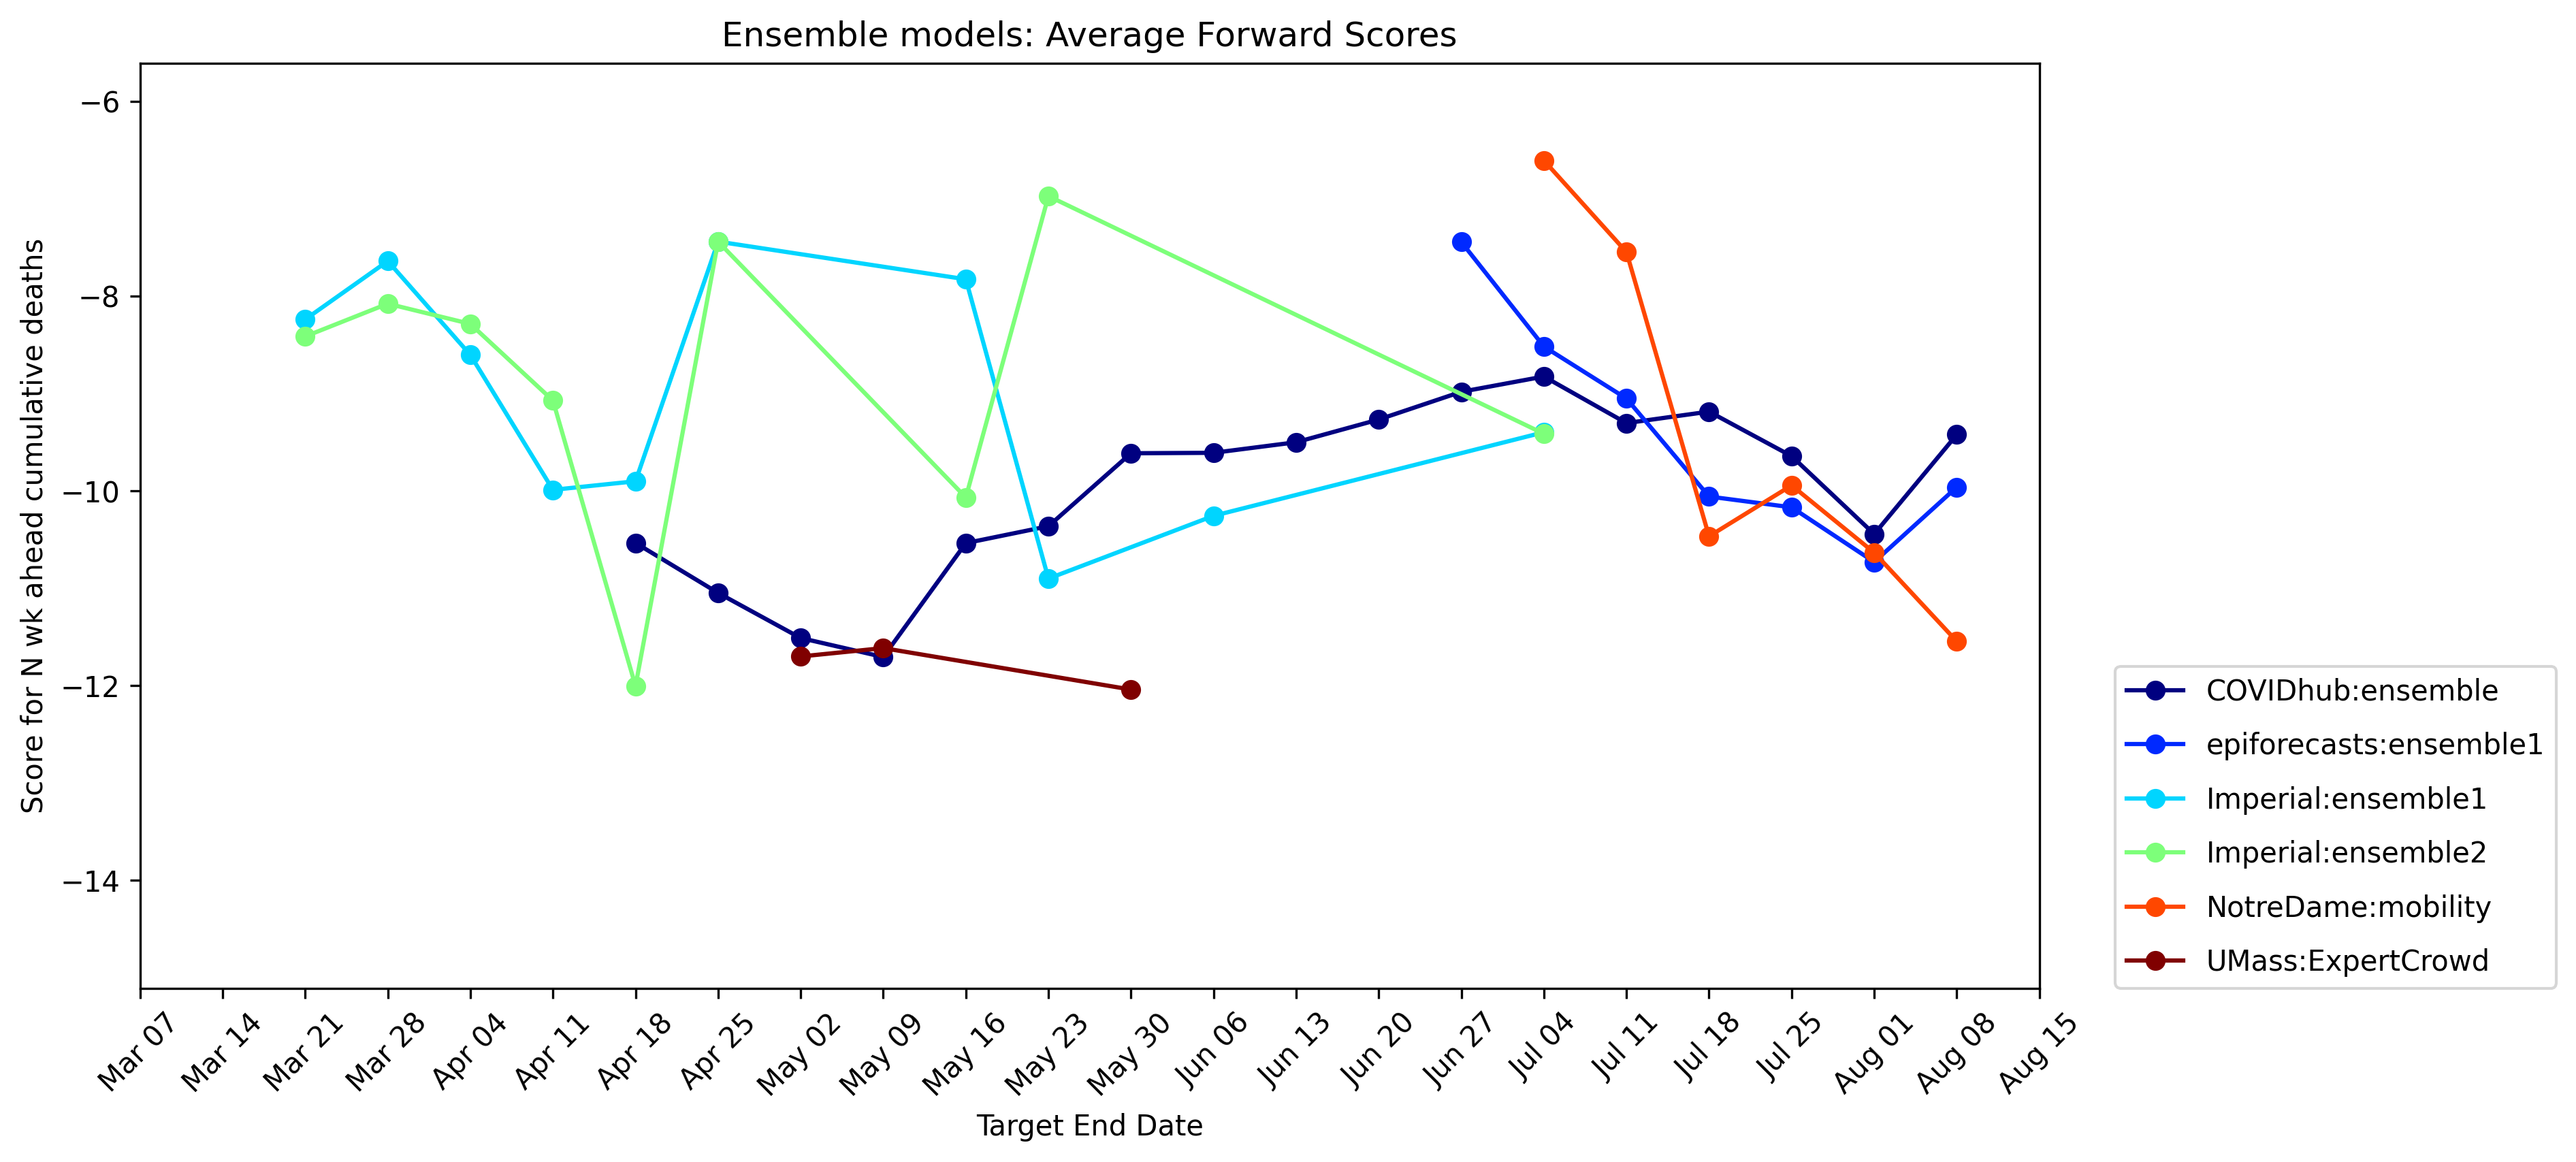 Ensemble models: Average Forward Scores
Score for N wk ahead cumulative deaths
−6
−8
−10
−12
−14
Mar 07
Mar 14
Mar 21
Mar 28
Apr 04
Apr 11
Apr 18
Apr 25
May 02
May 09
May 16
May 23
May 30
Jun 06
Jun 13
Jun 20
Jun 27
Jul 04
Jul 11
Jul 18
Jul 25
Aug 01
Aug 08
Aug 15
Target End Date
COVIDhub:ensemble
epiforecasts:ensemble1
Imperial:ensemble1
Imperial:ensemble2
NotreDame:mobility
UMass:ExpertCrowd